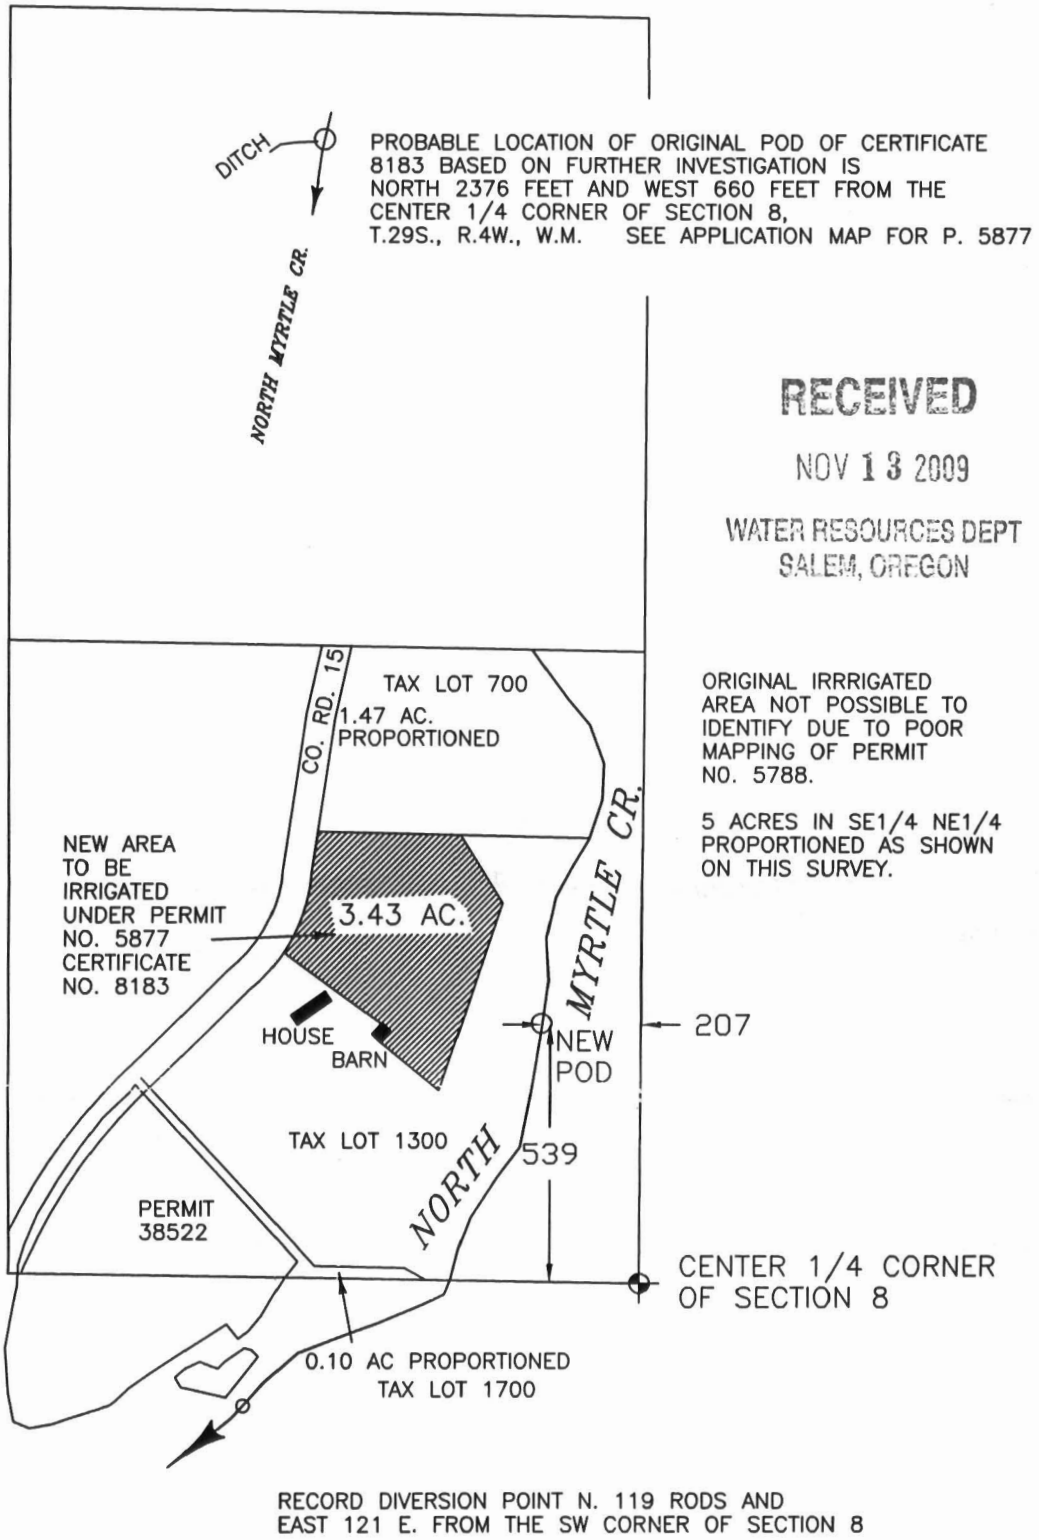 DITCH
PROBABLE LOCATION OF ORIGINAL POD OF CERTIFICATE
8183 BASED ON FURTHER INVESTIGATION IS
NORTH 2376 FEET AND WEST 660 FEET FROM THE
CENTER 1/4 CORNER OF SECTION 8,
T.29S., R.4W., W.M. SEE APPLICATION MAP FOR P. 5877
NORTH MYRTLE CR.
RECEIVED
NOV 13 2009
WATER RESOURCES DEPT
SALEM, OREGON
CO. RD. 15
TAX LOT 700
1.47 AC.
PROPORTIONED
ORIGINAL IRRRIGATED
AREA NOT POSSIBLE TO
IDENTIFY DUE TO POOR
MAPPING OF PERMIT
NO. 5788.
5 ACRES IN SE1/4 NE1/4
PROPORTIONED AS SHOWN
ON THIS SURVEY.
NEW AREA
TO BE
IRRIGATED
UNDER PERMIT
NO. 5877
CERTIFICATE
NO. 8183
3.43 AC.
NORTH MYRTLE CR.
HOUSE
BARN
NEW
POD
207
539
TAX LOT 1300
PERMIT
38522
CENTER 1/4 CORNER
OF SECTION 8
0.10 AC PROPORTIONED
TAX LOT 1700
RECORD DIVERSION POINT N. 119 RODS AND
EAST 121 E. FROM THE SW CORNER OF SECTION 8